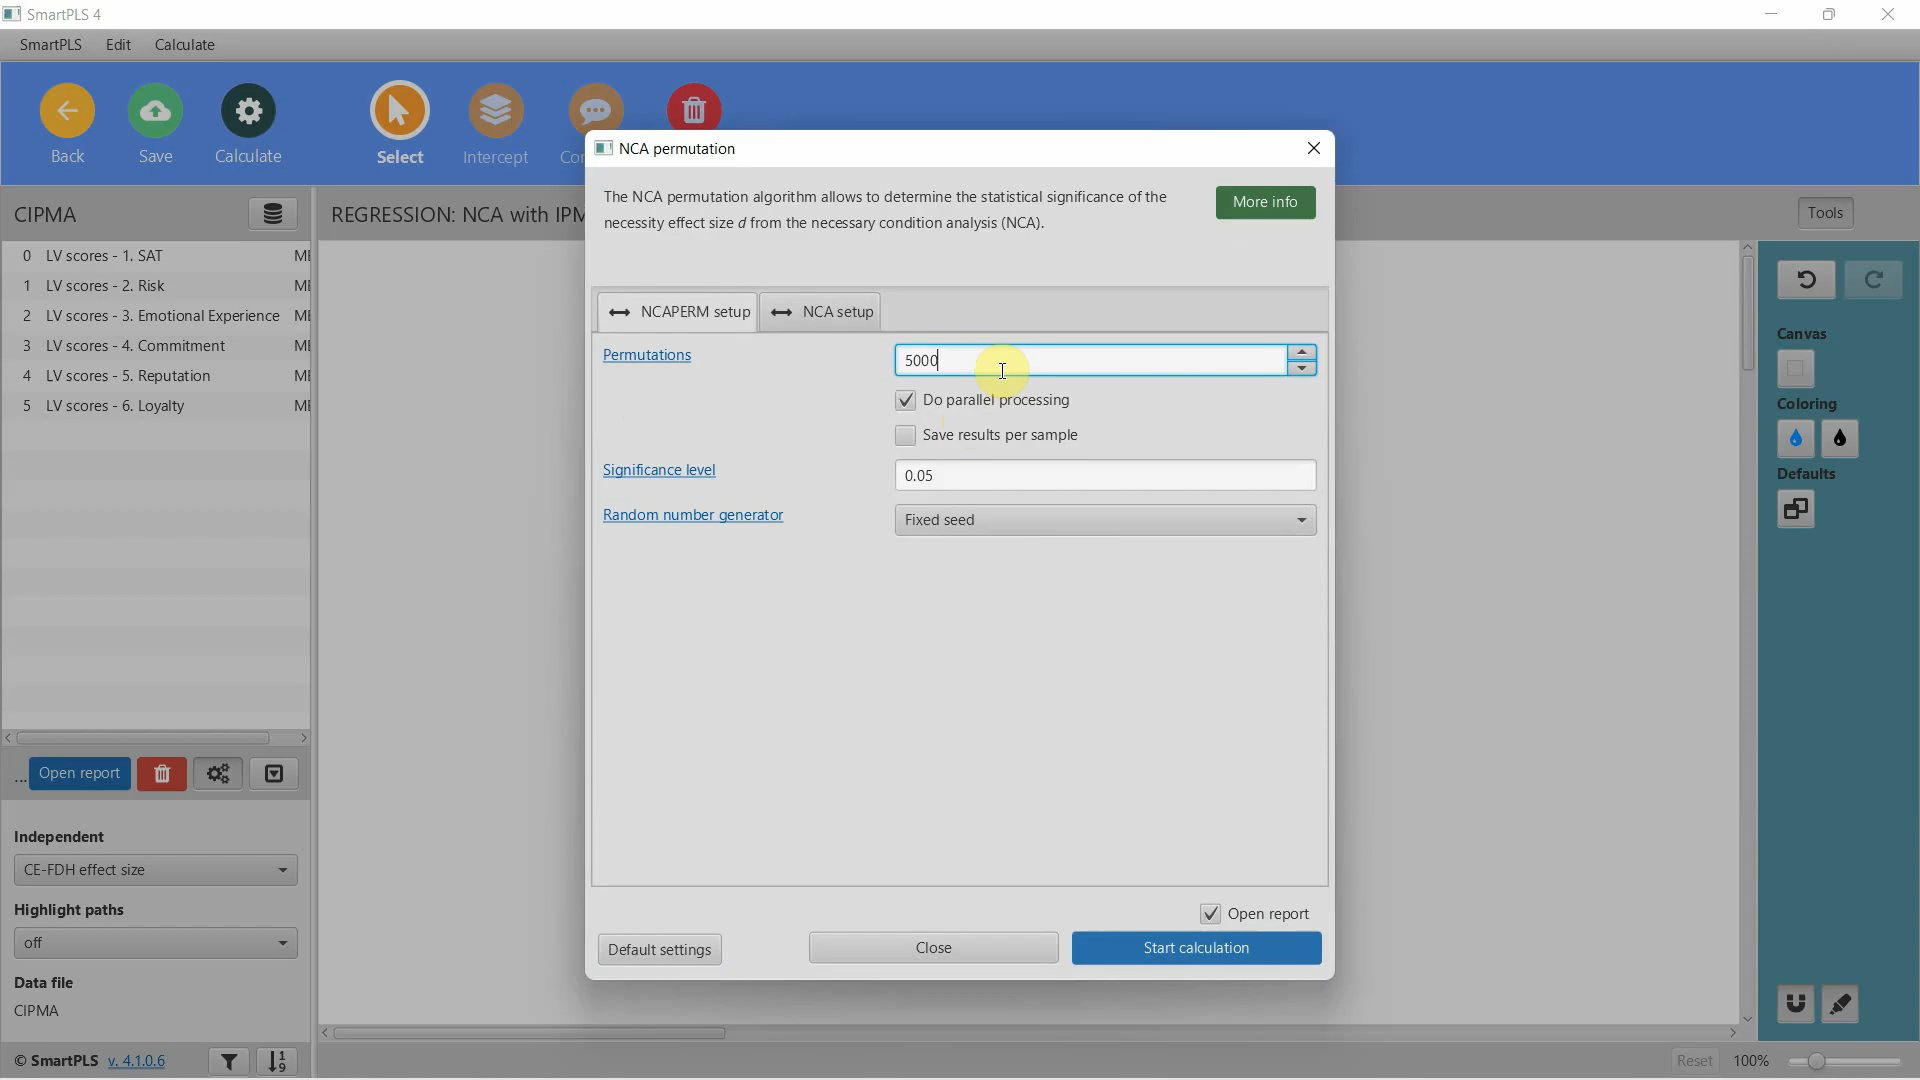 SmartPLS 4
SmartPLS Edit Calculate
Back Save Calculate Select Intercept
NCA permutation
The NCA permutation algorithm allows to determine the statistical significance of the
necessity effect size d from the necessary condition analysis (NCA).
More info
CIPMA
REGRESSION: NCA with IPM
Tools
0 LV scores - 1. SAT
1 LV scores - 2. Risk
2 LV scores - 3. Emotional Experience
3 LV scores - 4. Commitment
4 LV scores - 5. Reputation
5 LV scores - 6. Loyalty
NCAPERM setup NCA setup
Permutations 5000
Do parallel processing
Save results per sample
Significance level 0.05
Random number generator Fixed seed
Canvas
Coloring
Defaults
... Open report
Independent
CE-FDH effect size
Highlight paths
off
Data file
CIPMA
Open report
Default settings Close Start calculation
© SmartPLS v. 4.1.0.6
Reset 100%